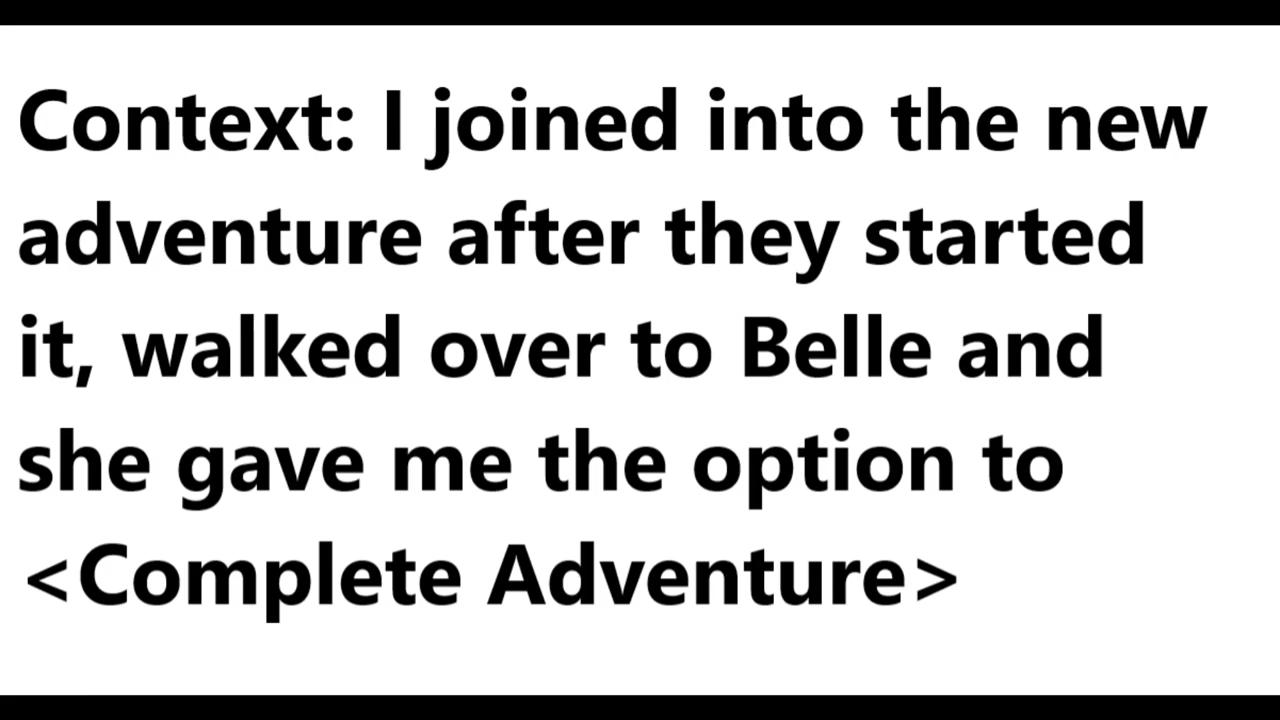 Context: I joined into the new
adventure after they started
it, walked over to Belle and
she gave me the option to
<Complete Adventure>